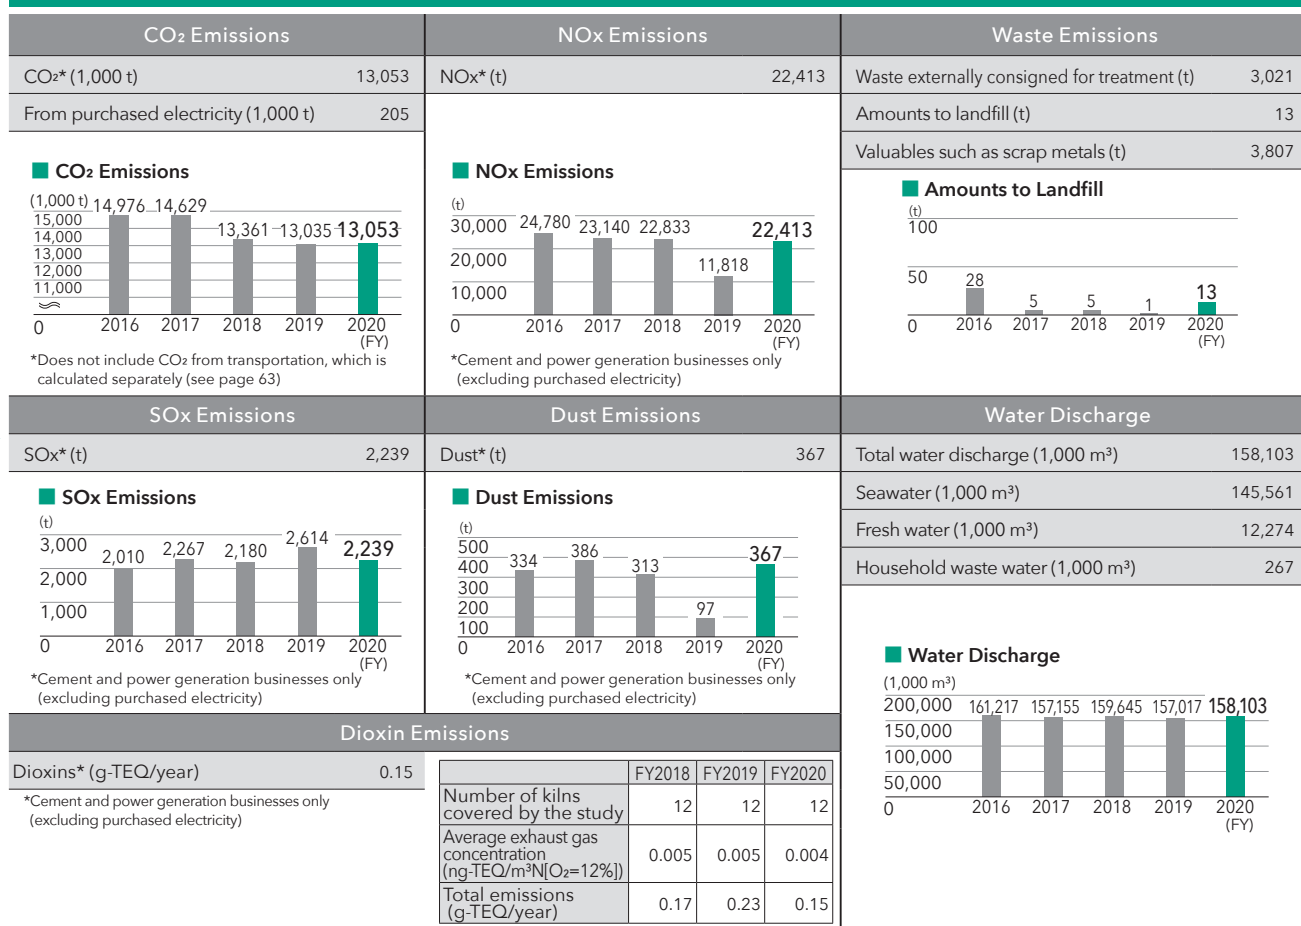 CO₂ Emissions
CO₂* (1,000 t) 13,053
From purchased electricity (1,000 t) 205
CO₂ Emissions
(1,000 t)
14,976 14,629 13,361 13,035 13,053
15,000
14,000
13,000
12,000
11,000
0
2016 2017 2018 2019 2020
(FY)
*Does not include CO₂ from transportation, which is
calculated separately (see page 63)
NOx Emissions
NOx* (t) 22,413
NOx Emissions
(t)
24,780 23,140 22,833 11,818 22,413
30,000
20,000
10,000
0
2016 2017 2018 2019 2020
(FY)
*Cement and power generation businesses only
(excluding purchased electricity)
Waste Emissions
Waste externally consigned for treatment (t) 3,021
Amounts to landfill (t) 13
Valuables such as scrap metals (t) 3,807
Amounts to Landfill
(t)
100
50
28 5 5 1 13
0
2016 2017 2018 2019 2020
(FY)
SOx Emissions
SOx* (t) 2,239
SOx Emissions
(t)
2,010 2,267 2,180 2,614 2,239
3,000
2,000
1,000
0
2016 2017 2018 2019 2020
(FY)
*Cement and power generation businesses only
(excluding purchased electricity)
Dust Emissions
Dust* (t) 367
Dust Emissions
(t)
334 386 313 97 367
500
400
300
200
100
0
2016 2017 2018 2019 2020
(FY)
*Cement and power generation businesses only
(excluding purchased electricity)
Water Discharge
Total water discharge (1,000 m³) 158,103
Seawater (1,000 m³) 145,561
Fresh water (1,000 m³) 12,274
Household waste water (1,000 m³) 267
Water Discharge
(1,000 m³)
161,217 157,155 159,645 157,017 158,103
200,000
150,000
100,000
50,000
0
2016 2017 2018 2019 2020
(FY)
Dioxin Emissions
Dioxins* (g-TEQ/year) 0.15
*Cement and power generation businesses only
(excluding purchased electricity)
FY2018 FY2019 FY2020
Number of kilns
covered by the study 12 12 12
Average exhaust gas
concentration
(ng-TEQ/m³N[O₂=12%]) 0.005 0.005 0.004
Total emissions
(g-TEQ/year) 0.17 0.23 0.15